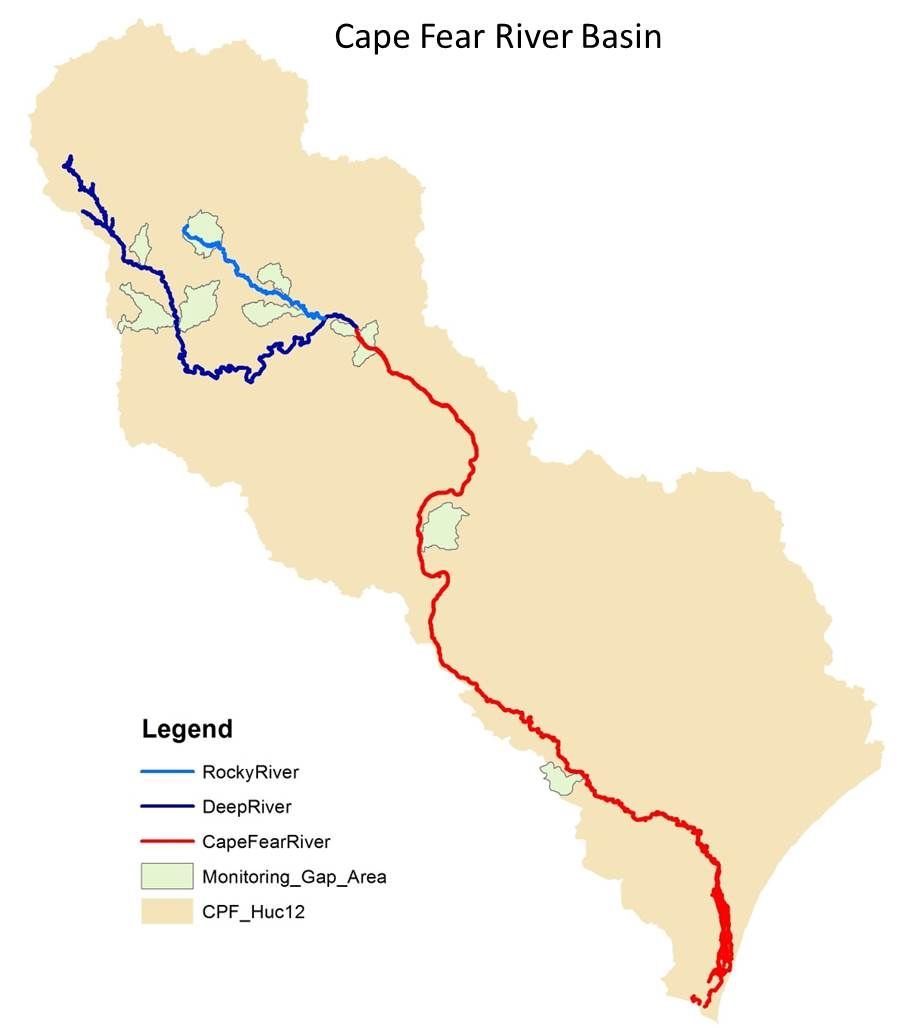 Cape Fear River Basin
Legend
RockyRiver
DeepRiver
CapeFearRiver
Monitoring_Gap_Area
CPF_Huc12